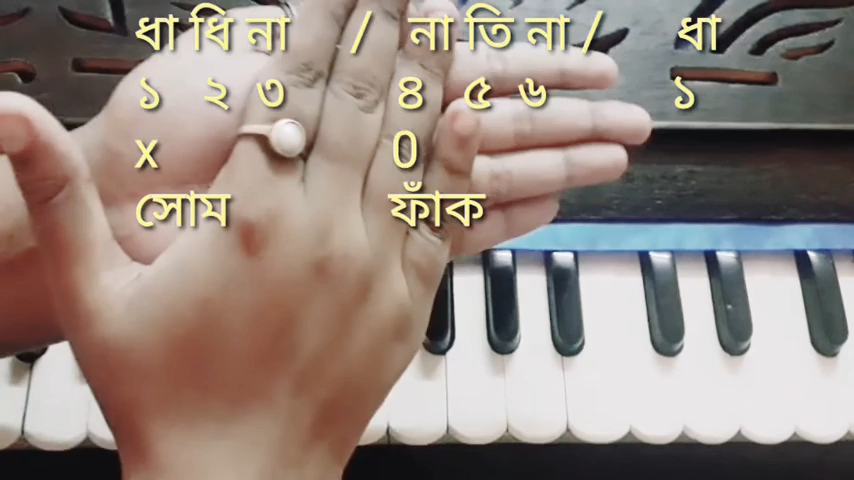 ধা ধি না / না তি না / ধা
১ ২ ৩ ৪ ৫ ৬ ১
x 0
সোম ফাঁক